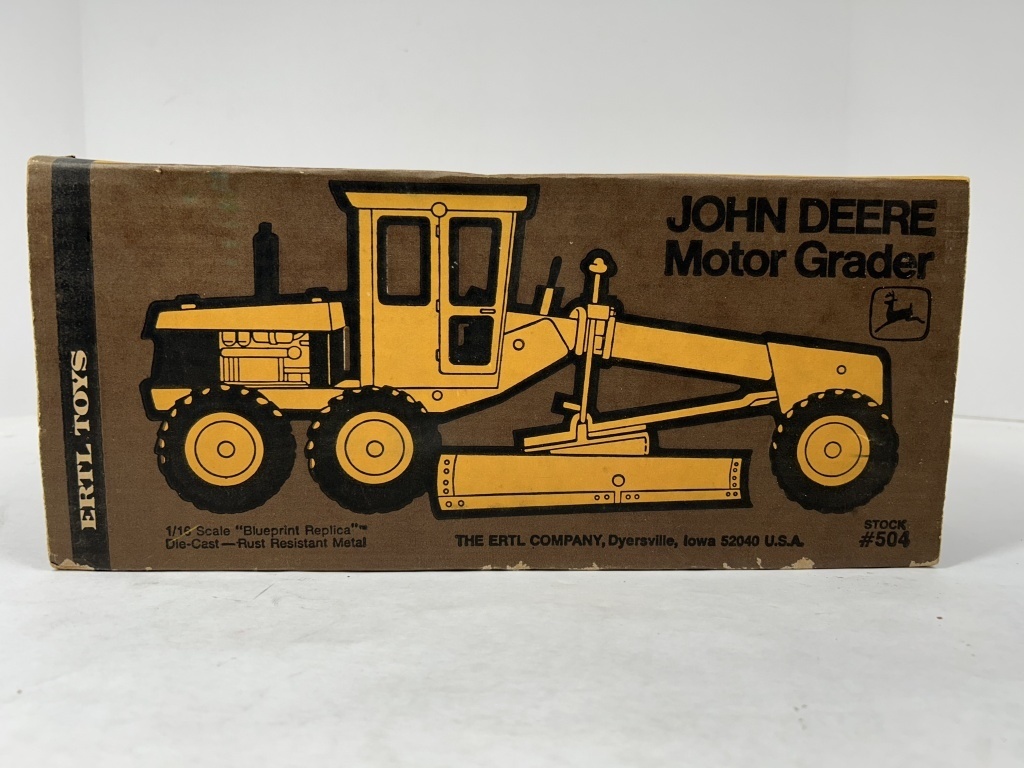 ERTL TOYS
JOHN DEERE
Motor Grader
1/16 Scale "Blueprint Replica"™
Die-Cast—Rust Resistant Metal
THE ERTL COMPANY, Dyersville, Iowa 52040 U.S.A.
STOCK
#504